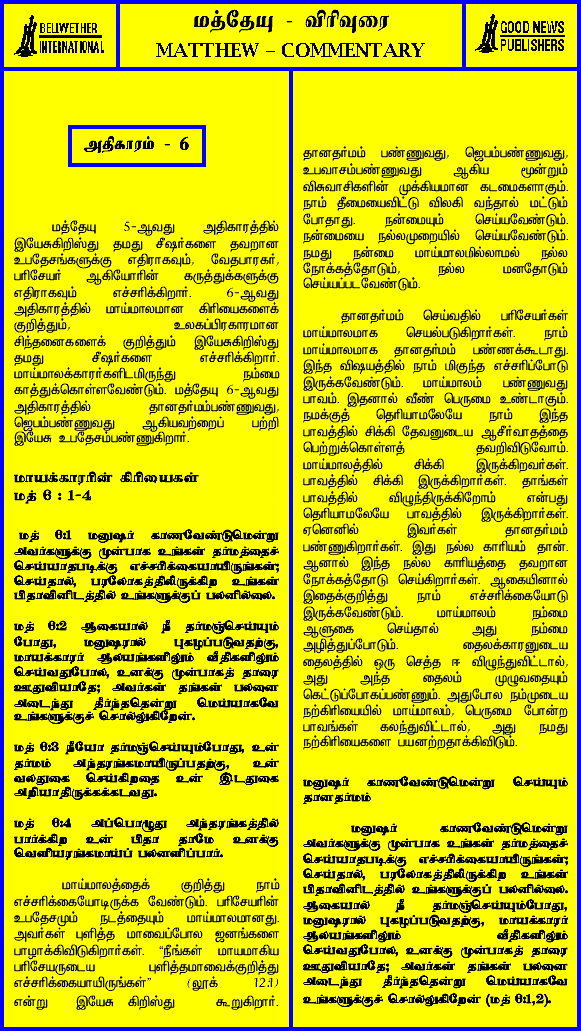 BELIWETHER
INTERNATIONAL
மத்தேயு - விரிவுரை
MATTHEW – COMMENTARY
GOOD NEWS
PUBLISHERS
அதிகாரம் - 6
மத்தேயு 5-ஆவது அதிகாரத்தில்
இயேசுகிறிஸ்து தமது சீஷர்களை தவறான
உபதேசங்களுக்கு எதிராகவும், வேதபாரகர்,
பரிசேயர் ஆகியோரின் கருத்துக்களுக்கு
எதிராகவும் எச்சரிக்கிறார். 6-ஆவது
அதிகாரத்தில் மாய்மாலமான கிரியைகளைக்
குறித்தும், உலகப்பிரகாரமான
சிந்தனைகளைக் குறித்தும் இயேசுகிறிஸ்து
தமது சீஷர்களை எச்சரிக்கிறார்.
மாய்மாலக்காரர்களிடமிருந்து நம்மை
காத்துக்கொள்ளவேண்டும். மத்தேயு 6-ஆவது
அதிகாரத்தில் தானதர்மம்பண்ணுவது,
ஜெபம்பண்ணுவது ஆகியவற்றைப் பற்றி
இயேசு உபதேசம்பண்ணுகிறார்.
மாயக்காரரின் கிரியைகள்
மத் 6 : 1-4
மத் 6:1 மனுஷர் காணவேண்டுமென்று
அவர்களுக்கு முன்பாக உங்கள் தர்மத்தைச்
செய்யாதபடிக்கு எச்சரிக்கையாயிருங்கள்;
செய்தால், பரலோகத்திலிருக்கிற உங்கள்
பிதாவினிடத்தில் உங்களுக்குப் பலனில்லை.
மத் 6:2 ஆகையால் நீ தர்மஞ்செய்யும்
போது, மனுஷரால் புகழப்படுவதற்கு,
மாயக்காரர் ஆலயங்களிலும் வீதிகளிலும்
செய்வதுபோல், உனக்கு முன்பாகத் தாரை
ஊதுவியாதே; அவர்கள் தங்கள் பலனை
அடைந்து தீர்ந்ததென்று மெய்யாகவே
உங்களுக்குச் சொல்லுகிறேன்.
மத் 6:3 நீயோ தர்மஞ்செய்யும்போது, உன்
தர்மம் அந்தரங்கமாயிருப்பதற்கு, உன்
வலதுகை செய்கிறதை உன் இடதுகை
அறியாதிருக்கக்கடவது.
மத் 6:4 அப்பொழுது அந்தரங்கத்தில்
பார்க்கிற உன் பிதா தாமே உனக்கு
வெளியரங்கமாய்ப் பலனளிப்பார்.
மாய்மாலத்தைக் குறித்து நாம்
எச்சரிக்கையோடிருக்க வேண்டும். பரிசேயரின்
உபதேசமும் நடத்தையும் மாய்மாலமானது.
அவர்கள் புளித்த மாவைப்போல ஜனங்களை
பாழாக்கிவிடுகிறார்கள். “நீங்கள் மாயமாகிய
பரிசேயருடைய புளித்தமாவைக்குறித்து
எச்சரிக்கையாயிருங்கள்” (லூக் 12:1)
என்று இயேசு கிறிஸ்து கூறுகிறார்.
தானதர்மம் பண்ணுவது, ஜெபம்பண்ணுவது,
உபவாசம்பண்ணுவது ஆகிய மூன்றும்
விசுவாசிகளின் முக்கியமான கடமைகளாகும்.
நாம் தீமையைவிட்டு விலகி வந்தால் மட்டும்
போதாது. நன்மையும் செய்யவேண்டும்.
நன்மையை நல்லமுறையில் செய்யவேண்டும்.
நமது நன்மை மாய்மாலமில்லாமல் நல்ல
நோக்கத்தோடும், நல்ல மனதோடும்
செய்யப்படவேண்டும்.
தானதர்மம் செய்வதில் பரிசேயர்கள்
மாய்மாலமாக செயல்படுகிறார்கள். நாம்
மாய்மாலமாக தானதர்மம் பண்ணக்கூடாது.
இந்த விஷயத்தில் நாம் மிகுந்த எச்சரிப்போடு
இருக்கவேண்டும். மாய்மாலம் பண்ணுவது
பாவம். இதனால் வீண் பெருமை உண்டாகும்.
நமக்குத் தெரியாமலேயே நாம் இந்த
பாவத்தில் சிக்கி தேவனுடைய ஆசீர்வாதத்தை
பெற்றுக்கொள்ளத் தவறிவிடுவோம்.
மாய்மாலத்தில் சிக்கி இருக்கிறவர்கள்
பாவத்தில் சிக்கி இருக்கிறார்கள். தாங்கள்
பாவத்தில் விழுந்திருக்கிறோம் என்பது
தெரியாமலேயே பாவத்தில் இருக்கிறார்கள்.
ஏனெனில் இவர்கள் தானதர்மம்
பண்ணுகிறார்கள். இது நல்ல காரியம் தான்.
ஆனால் இந்த நல்ல காரியத்தை தவறான
நோக்கத்தோடு செய்கிறார்கள். ஆகையினால்
இதைக்குறித்து நாம் எச்சரிக்கையோடு
இருக்கவேண்டும். மாய்மாலம் நம்மை
ஆளுகை செய்தால் அது நம்மை
அழித்துப்போடும். தைலக்காரனுடைய
தைலத்தில் ஒரு செத்த ஈ விழுந்துவிட்டால்,
அது அந்த தைலம் முழுவதையும்
கெட்டுப்போகப்பண்ணும். அதுபோல நம்முடைய
நற்கிரியையில் மாய்மாலம், பெருமை போன்ற
பாவங்கள் கலந்துவிட்டால், அது நமது
நற்கிரியைகளை பயனற்றதாக்கிவிடும்.
மனுஷர் காணவேண்டுமென்று செய்யும்
தானதர்மம்
மனுஷர் காணவேண்டுமென்று
அவர்களுக்கு முன்பாக உங்கள் தர்மத்தைச்
செய்யாதபடிக்கு எச்சரிக்கையாயிருங்கள்;
செய்தால், பரலோகத்திலிருக்கிற உங்கள்
பிதாவினிடத்தில் உங்களுக்குப் பலனில்லை.
ஆகையால் நீ தர்மஞ்செய்யும்போது,
மனுஷரால் புகழப்படுவதற்கு, மாயக்காரர்
ஆலயங்களிலும் வீதிகளிலும்
செய்வதுபோல், உனக்கு முன்பாகத் தாரை
ஊதுவியாதே; அவர்கள் தங்கள் பலனை
அடைந்து தீர்ந்ததென்று மெய்யாகவே
உங்களுக்குச் சொல்லுகிறேன் (மத் 6:1,2).